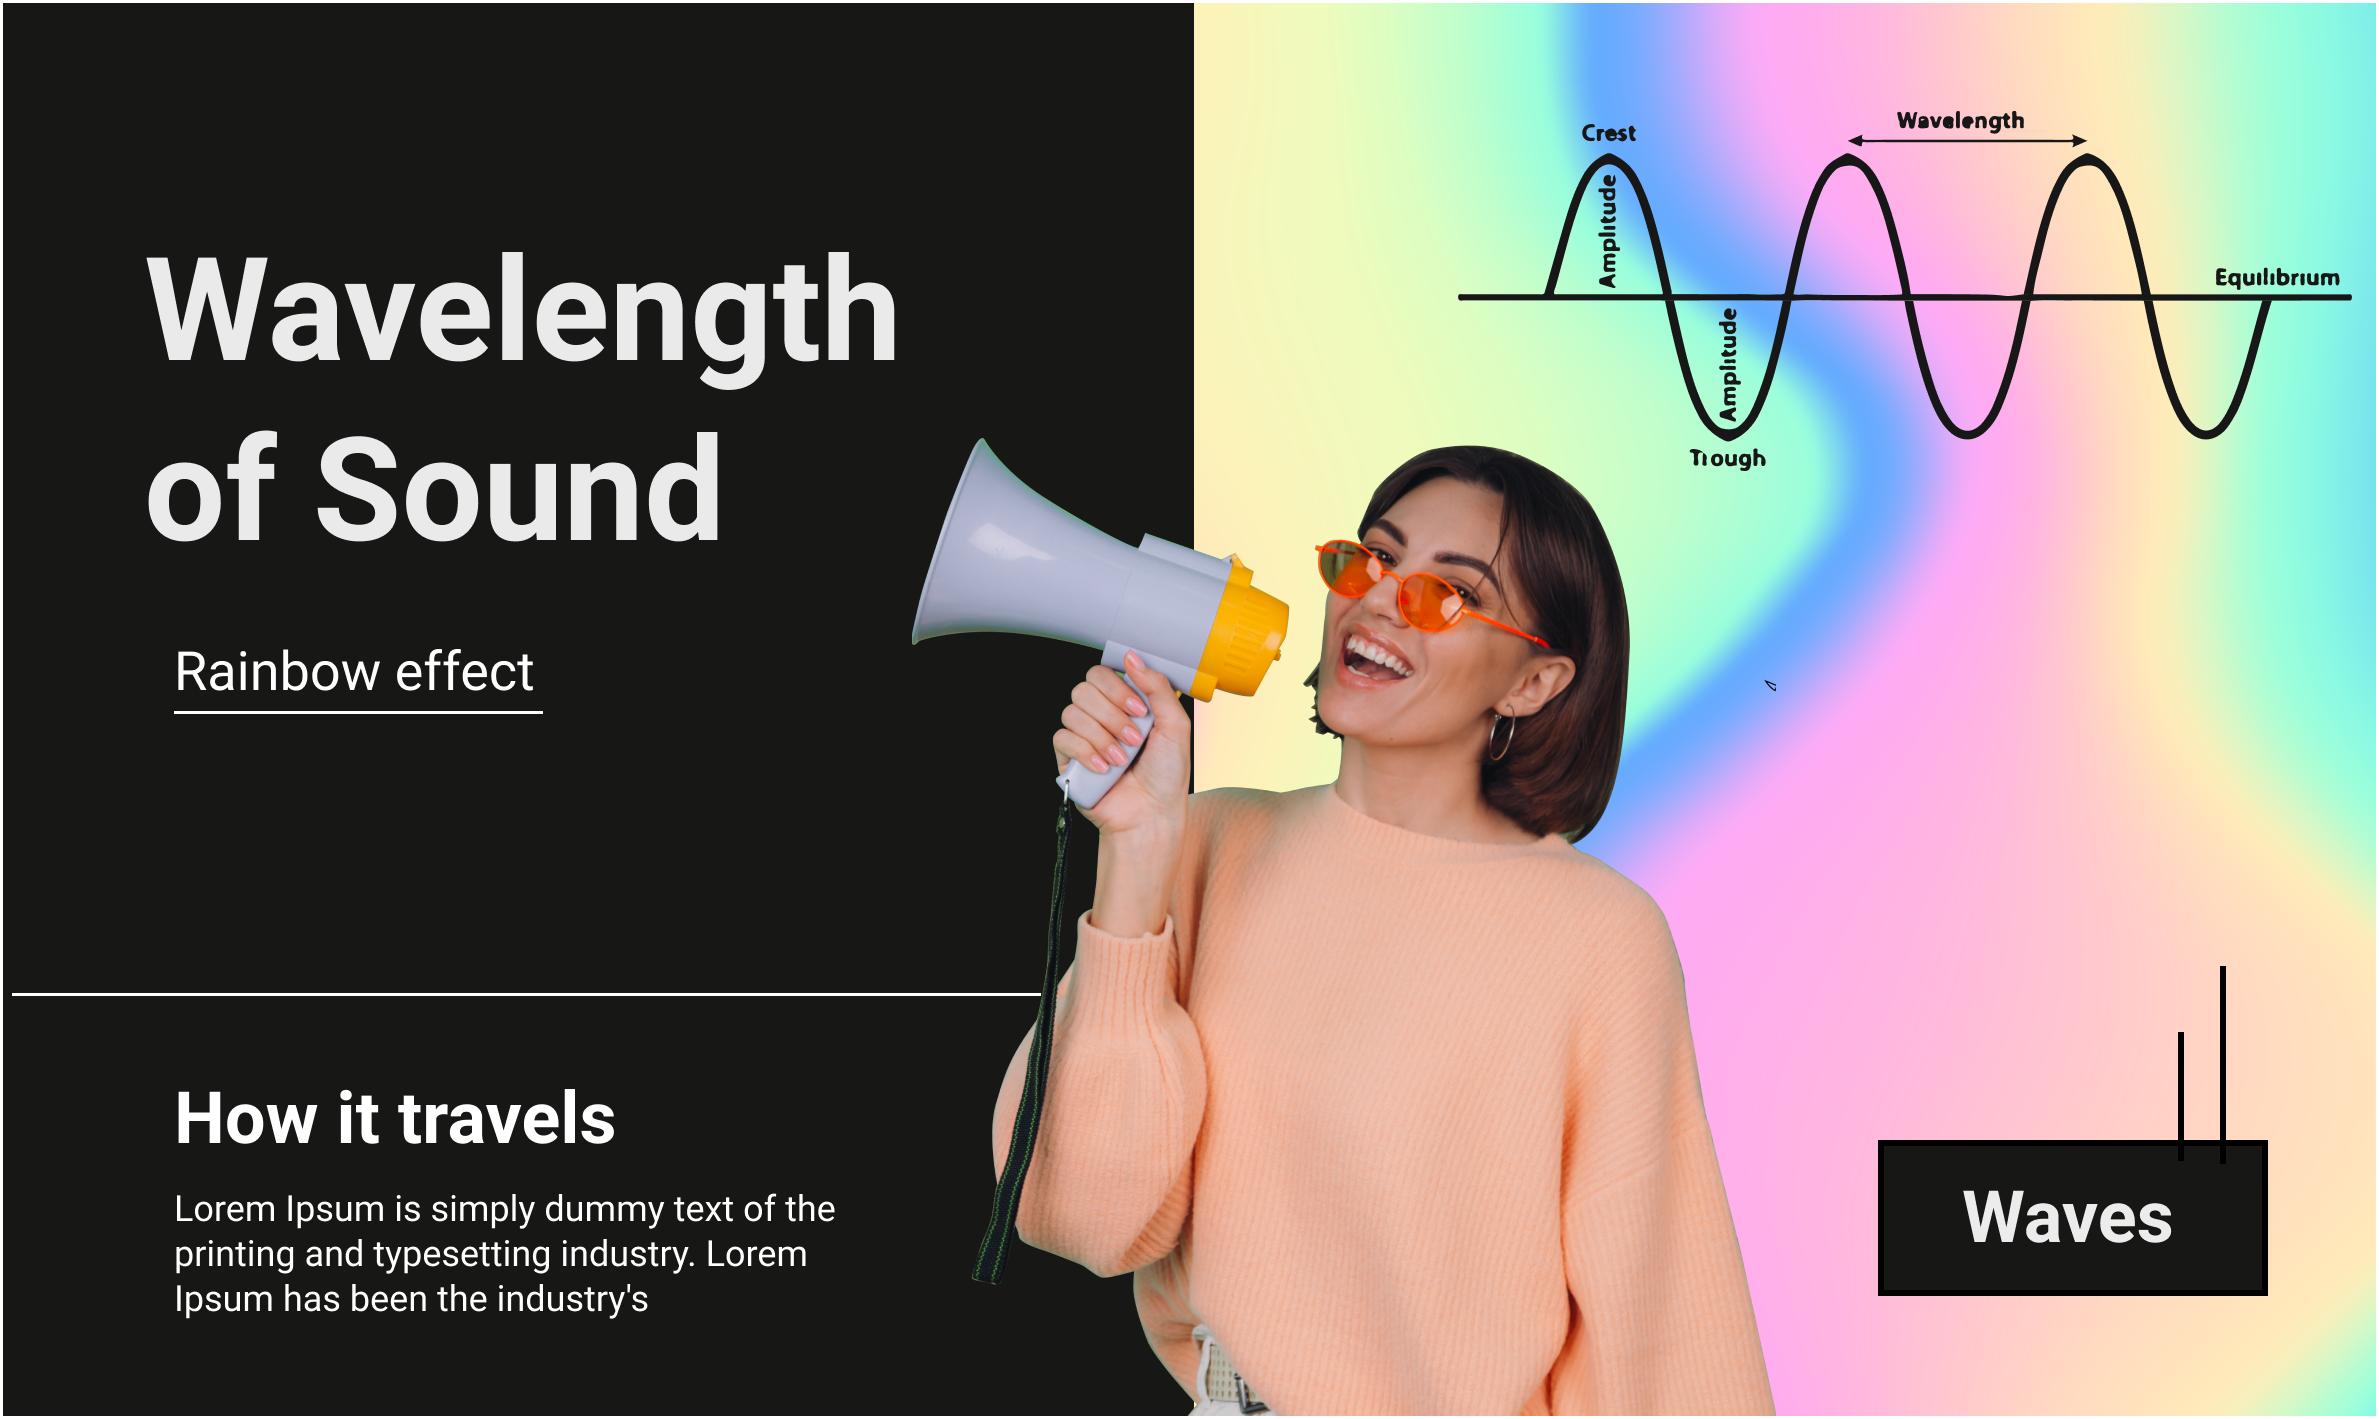 Wavelength
of Sound
Rainbow effect
How it travels
Lorem Ipsum is simply dummy text of the
printing and typesetting industry. Lorem
Ipsum has been the industry's
Crest
Wavelength
Amplitude
Equilibrium
Amplitude
Trough
Waves